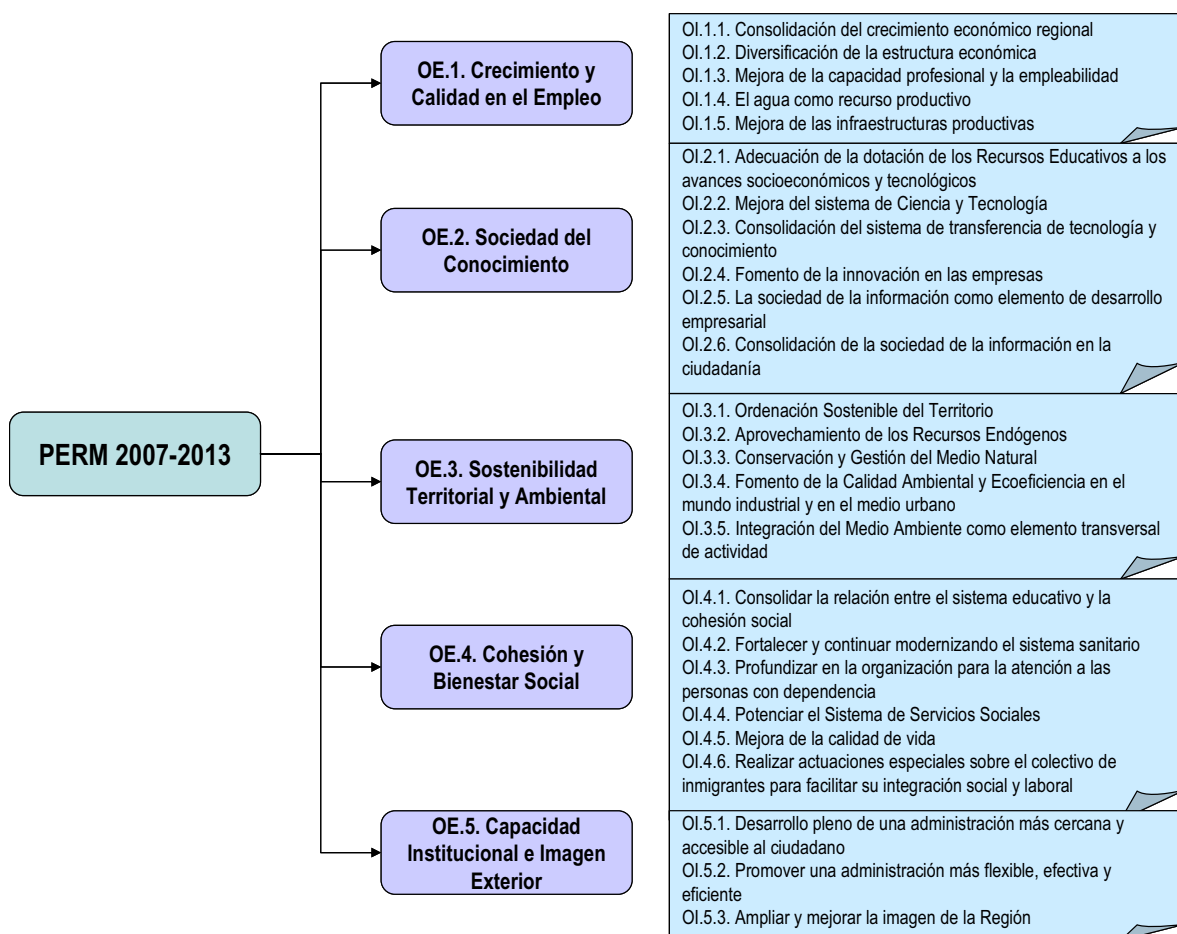 PERM 2007-2013
OE.1. Crecimiento y
Calidad en el Empleo
OI.1.1. Consolidación del crecimiento económico regional
OI.1.2. Diversificación de la estructura económica
OI.1.3. Mejora de la capacidad profesional y la empleabilidad
OI.1.4. El agua como recurso productivo
OI.1.5. Mejora de las infraestructuras productivas
OE.2. Sociedad del
Conocimiento
OI.2.1. Adecuación de la dotación de los Recursos Educativos a los
avances socioeconómicos y tecnológicos
OI.2.2. Mejora del sistema de Ciencia y Tecnología
OI.2.3. Consolidación del sistema de transferencia de tecnología y
conocimiento
OI.2.4. Fomento de la innovación en las empresas
OI.2.5. La sociedad de la información como elemento de desarrollo
empresarial
OI.2.6. Consolidación de la sociedad de la información en la
ciudadanía
OE.3. Sostenibilidad
Territorial y Ambiental
OI.3.1. Ordenación Sostenible del Territorio
OI.3.2. Aprovechamiento de los Recursos Endógenos
OI.3.3. Conservación y Gestión del Medio Natural
OI.3.4. Fomento de la Calidad Ambiental y Ecoeficiencia en el
mundo industrial y en el medio urbano
OI.3.5. Integración del Medio Ambiente como elemento transversal
de actividad
OE.4. Cohesión y
Bienestar Social
OI.4.1. Consolidar la relación entre el sistema educativo y la
cohesión social
OI.4.2. Fortalecer y continuar modernizando el sistema sanitario
OI.4.3. Profundizar en la organización para la atención a las
personas con dependencia
OI.4.4. Potenciar el Sistema de Servicios Sociales
OI.4.5. Mejora de la calidad de vida
OI.4.6. Realizar actuaciones especiales sobre el colectivo de
inmigrantes para facilitar su integración social y laboral
OE.5. Capacidad
Institucional e Imagen
Exterior
OI.5.1. Desarrollo pleno de una administración más cercana y
accesible al ciudadano
OI.5.2. Promover una administración más flexible, efectiva y
eficiente
OI.5.3. Ampliar y mejorar la imagen de la Región